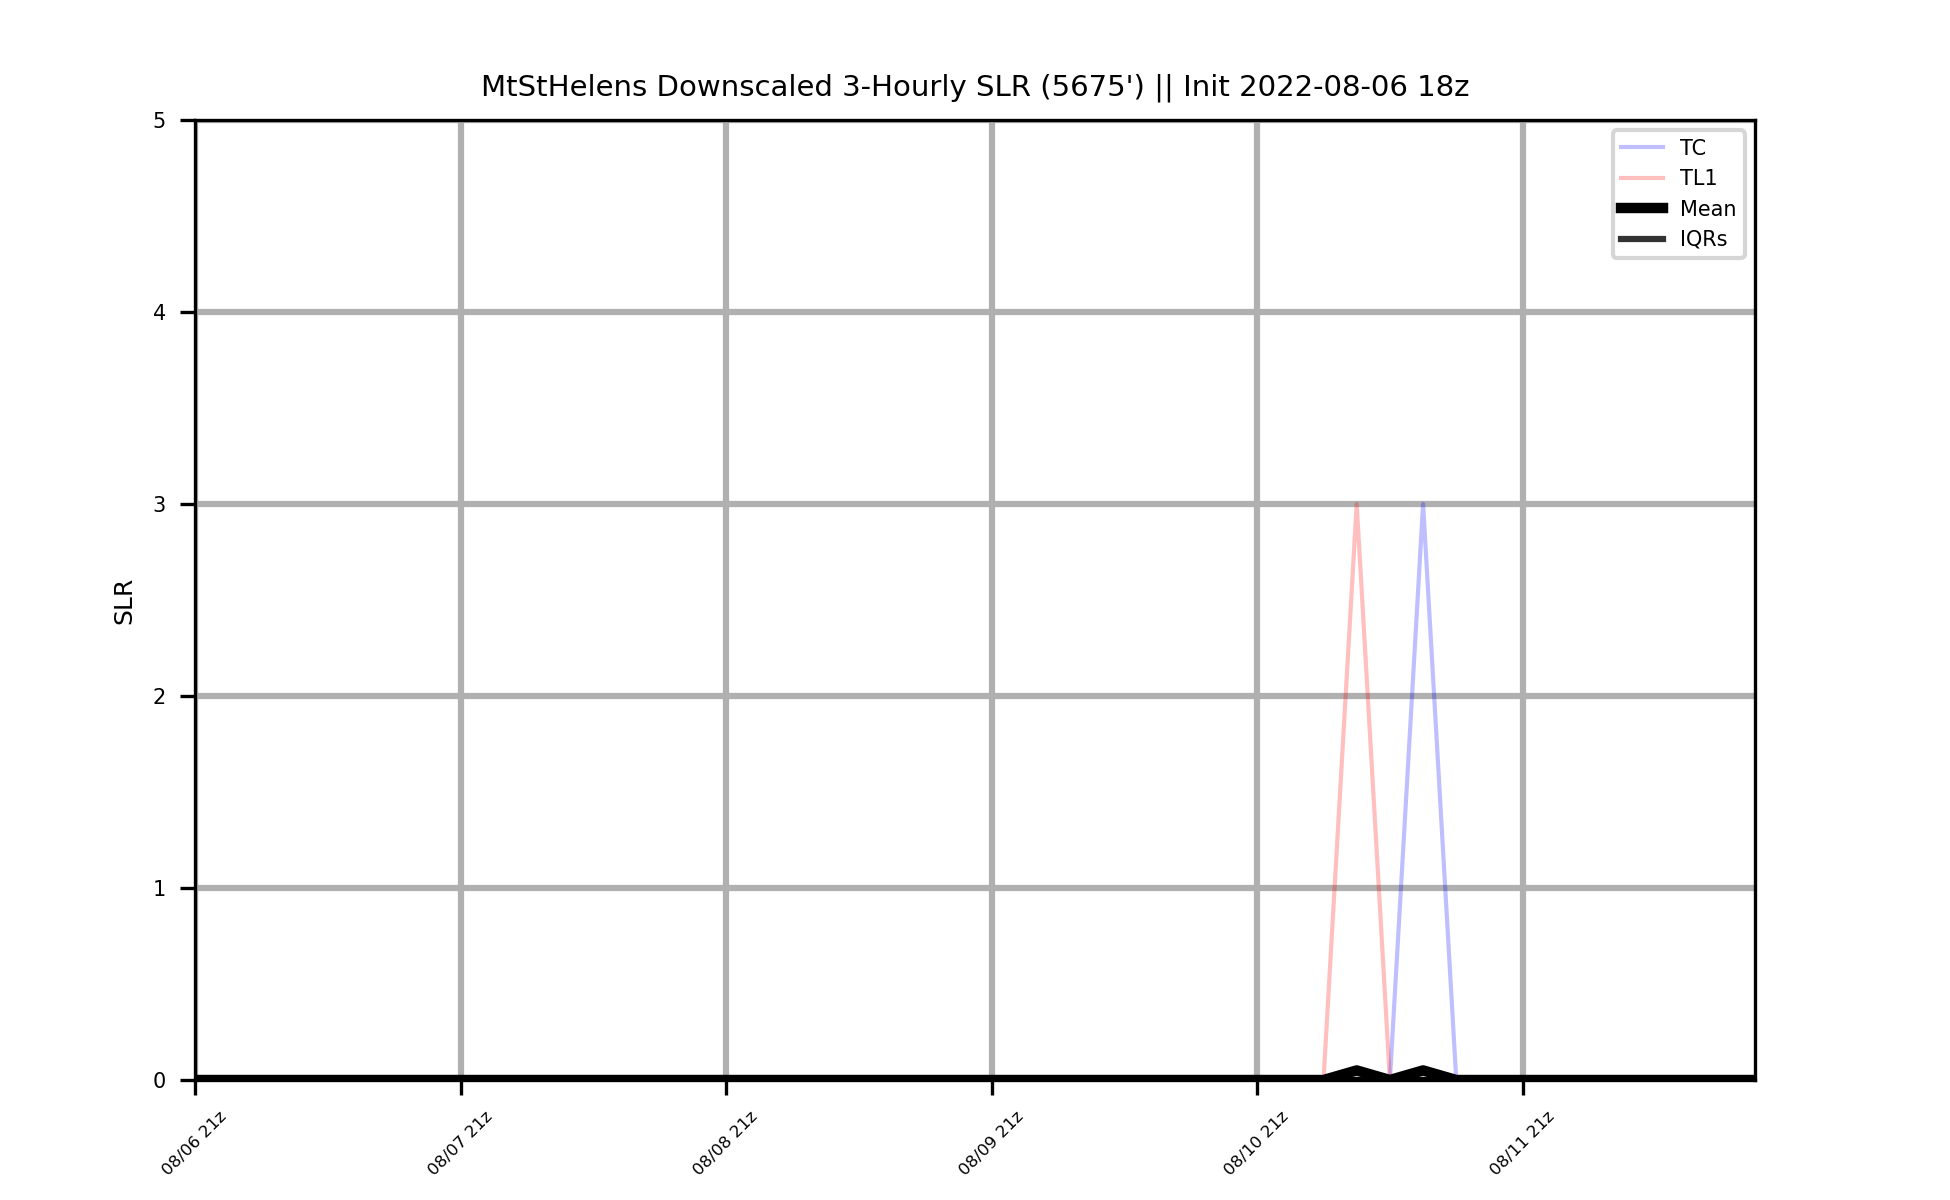 MtStHelens Downscaled 3-Hourly SLR (5675') || Init 2022-08-06 18z
5
4
3
2
1
0
SLR
TC
TL1
Mean
IQRs
08/06 21z
08/07 21z
08/08 21z
08/09 21z
08/10 21z
08/11 21z